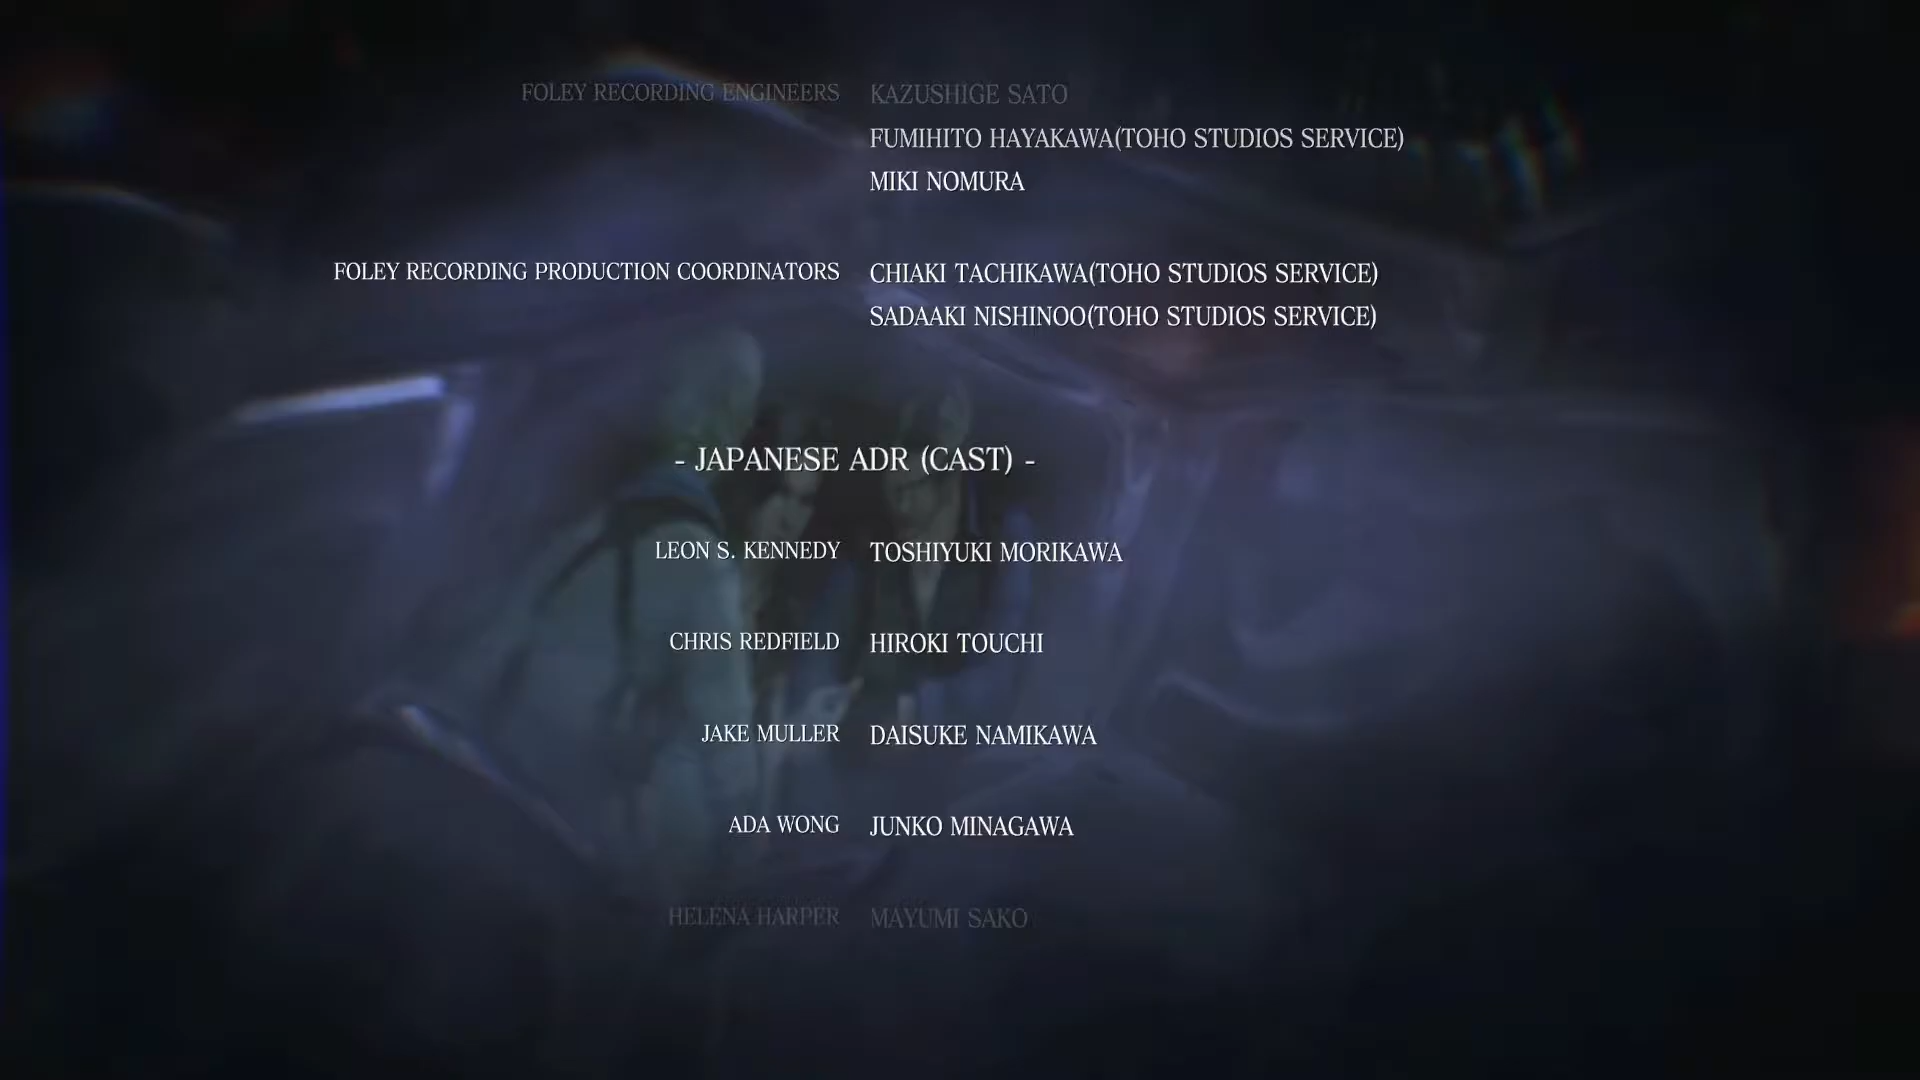 FOLEY RECORDING ENGINEERS KAZUSHIGE SATO
FUMIHITO HAYAKAWA(TOHO STUDIOS SERVICE)
MIKI NOMURA
FOLEY RECORDING PRODUCTION COORDINATORS CHIAKI TACHIKAWA(TOHO STUDIOS SERVICE)
SADAAKI NISHINOO(TOHO STUDIOS SERVICE)
- JAPANESE ADR (CAST) -
LEON S. KENNEDY TOSHIYUKI MORIKAWA
CHRIS REDFIELD HIROKI TOUCHI
JAKE MULLER DAISUKE NAMIKAWA
ADA WONG JUNKO MINAGAWA
HELENA HARPER MAYUMI SAKO